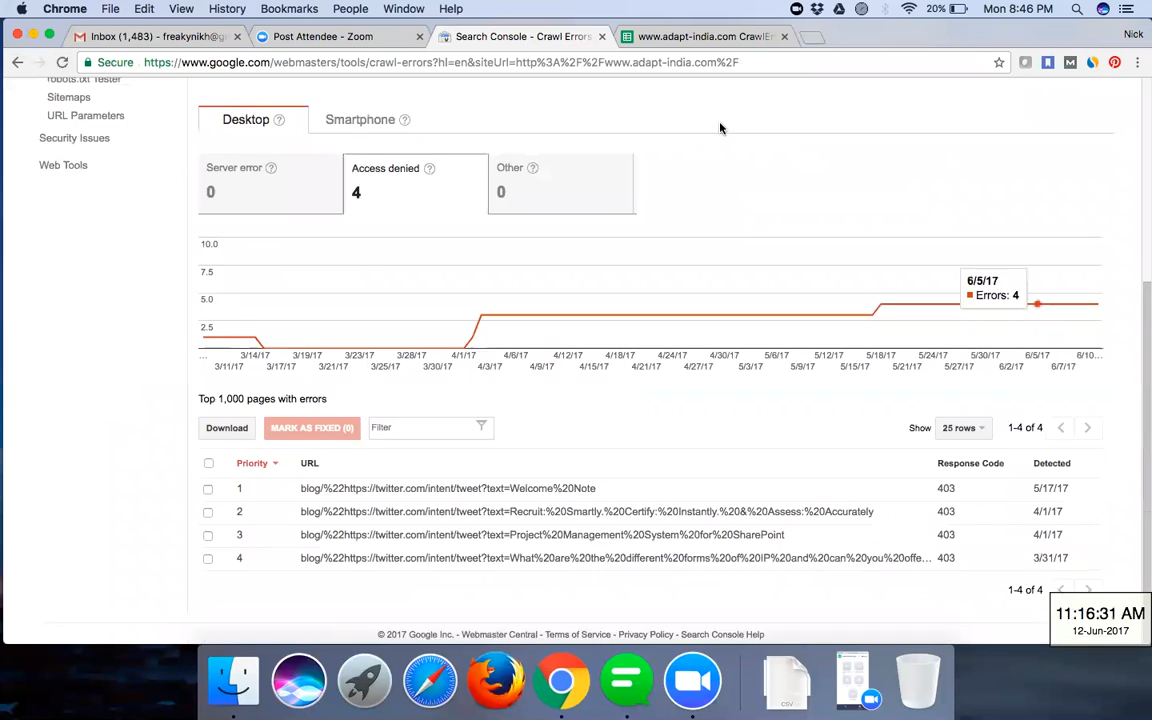 Chrome File Edit View History Bookmarks People Window Help 20% Mon 8:46 PM
Inbox (1,483) - freakynikh@g Post Attendee - Zoom Search Console - Crawl Errors www.adapt-india.com CrawlEr Nick
Secure https://www.google.com/webmasters/tools/crawl-errors?hl=en&siteUrl=http%3A%2F%2Fwww.adapt-india.com%2F
robots.txt Tester
Sitemaps
URL Parameters
Security Issues
Web Tools
Desktop ? Smartphone ?
Server error ? Access denied ? Other ?
0 4 0
10.0
7.5
5.0
2.5
6/5/17
Errors: 4
... 3/14/17 3/19/17 3/23/17 3/28/17 4/1/17 4/6/17 4/12/17 4/18/17 4/24/17 4/30/17 5/6/17 5/12/17 5/18/17 5/24/17 5/30/17 6/5/17 6/10...
3/11/17 3/17/17 3/21/17 3/25/17 3/30/17 4/3/17 4/9/17 4/15/17 4/21/17 4/27/17 5/3/17 5/9/17 5/15/17 5/21/17 5/27/17 6/2/17 6/7/17
Top 1,000 pages with errors
Download MARK AS FIXED (0) Filter Show 25 rows 1-4 of 4
Priority URL Response Code Detected
1 blog/%22https://twitter.com/intent/tweet?text=Welcome%20Note 403 5/17/17
2 blog/%22https://twitter.com/intent/tweet?text=Recruit:%20Smartly.%20Certify:%20Instantly.%20&%20Assess:%20Accurately 403 4/1/17
3 blog/%22https://twitter.com/intent/tweet?text=Project%20Management%20System%20for%20SharePoint 403 4/1/17
4 blog/%22https://twitter.com/intent/tweet?text=What%20are%20the%20different%20forms%20of%20IP%20and%20can%20you%20offe... 403 3/31/17
1-4 of 4
© 2017 Google Inc. - Webmaster Central - Terms of Service - Privacy Policy - Search Console Help
11:16:31 AM
12-Jun-2017
CSV